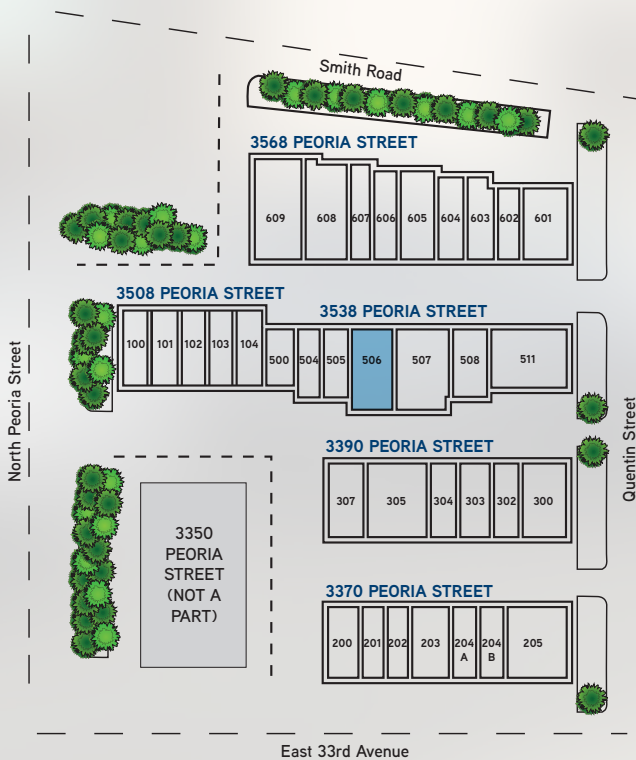 Smith Road
3568 PEORIA STREET
609 608 607 606 605 604 603 602 601
3508 PEORIA STREET
3538 PEORIA STREET
100 101 102 103 104 500 504 505 506 507 508 511
North Peoria Street
Quentin Street
3390 PEORIA STREET
307 305 304 303 302 300
3350
PEORIA
STREET
(NOT A
PART)
3370 PEORIA STREET
200 201 202 203 204 204 205
A B
East 33rd Avenue